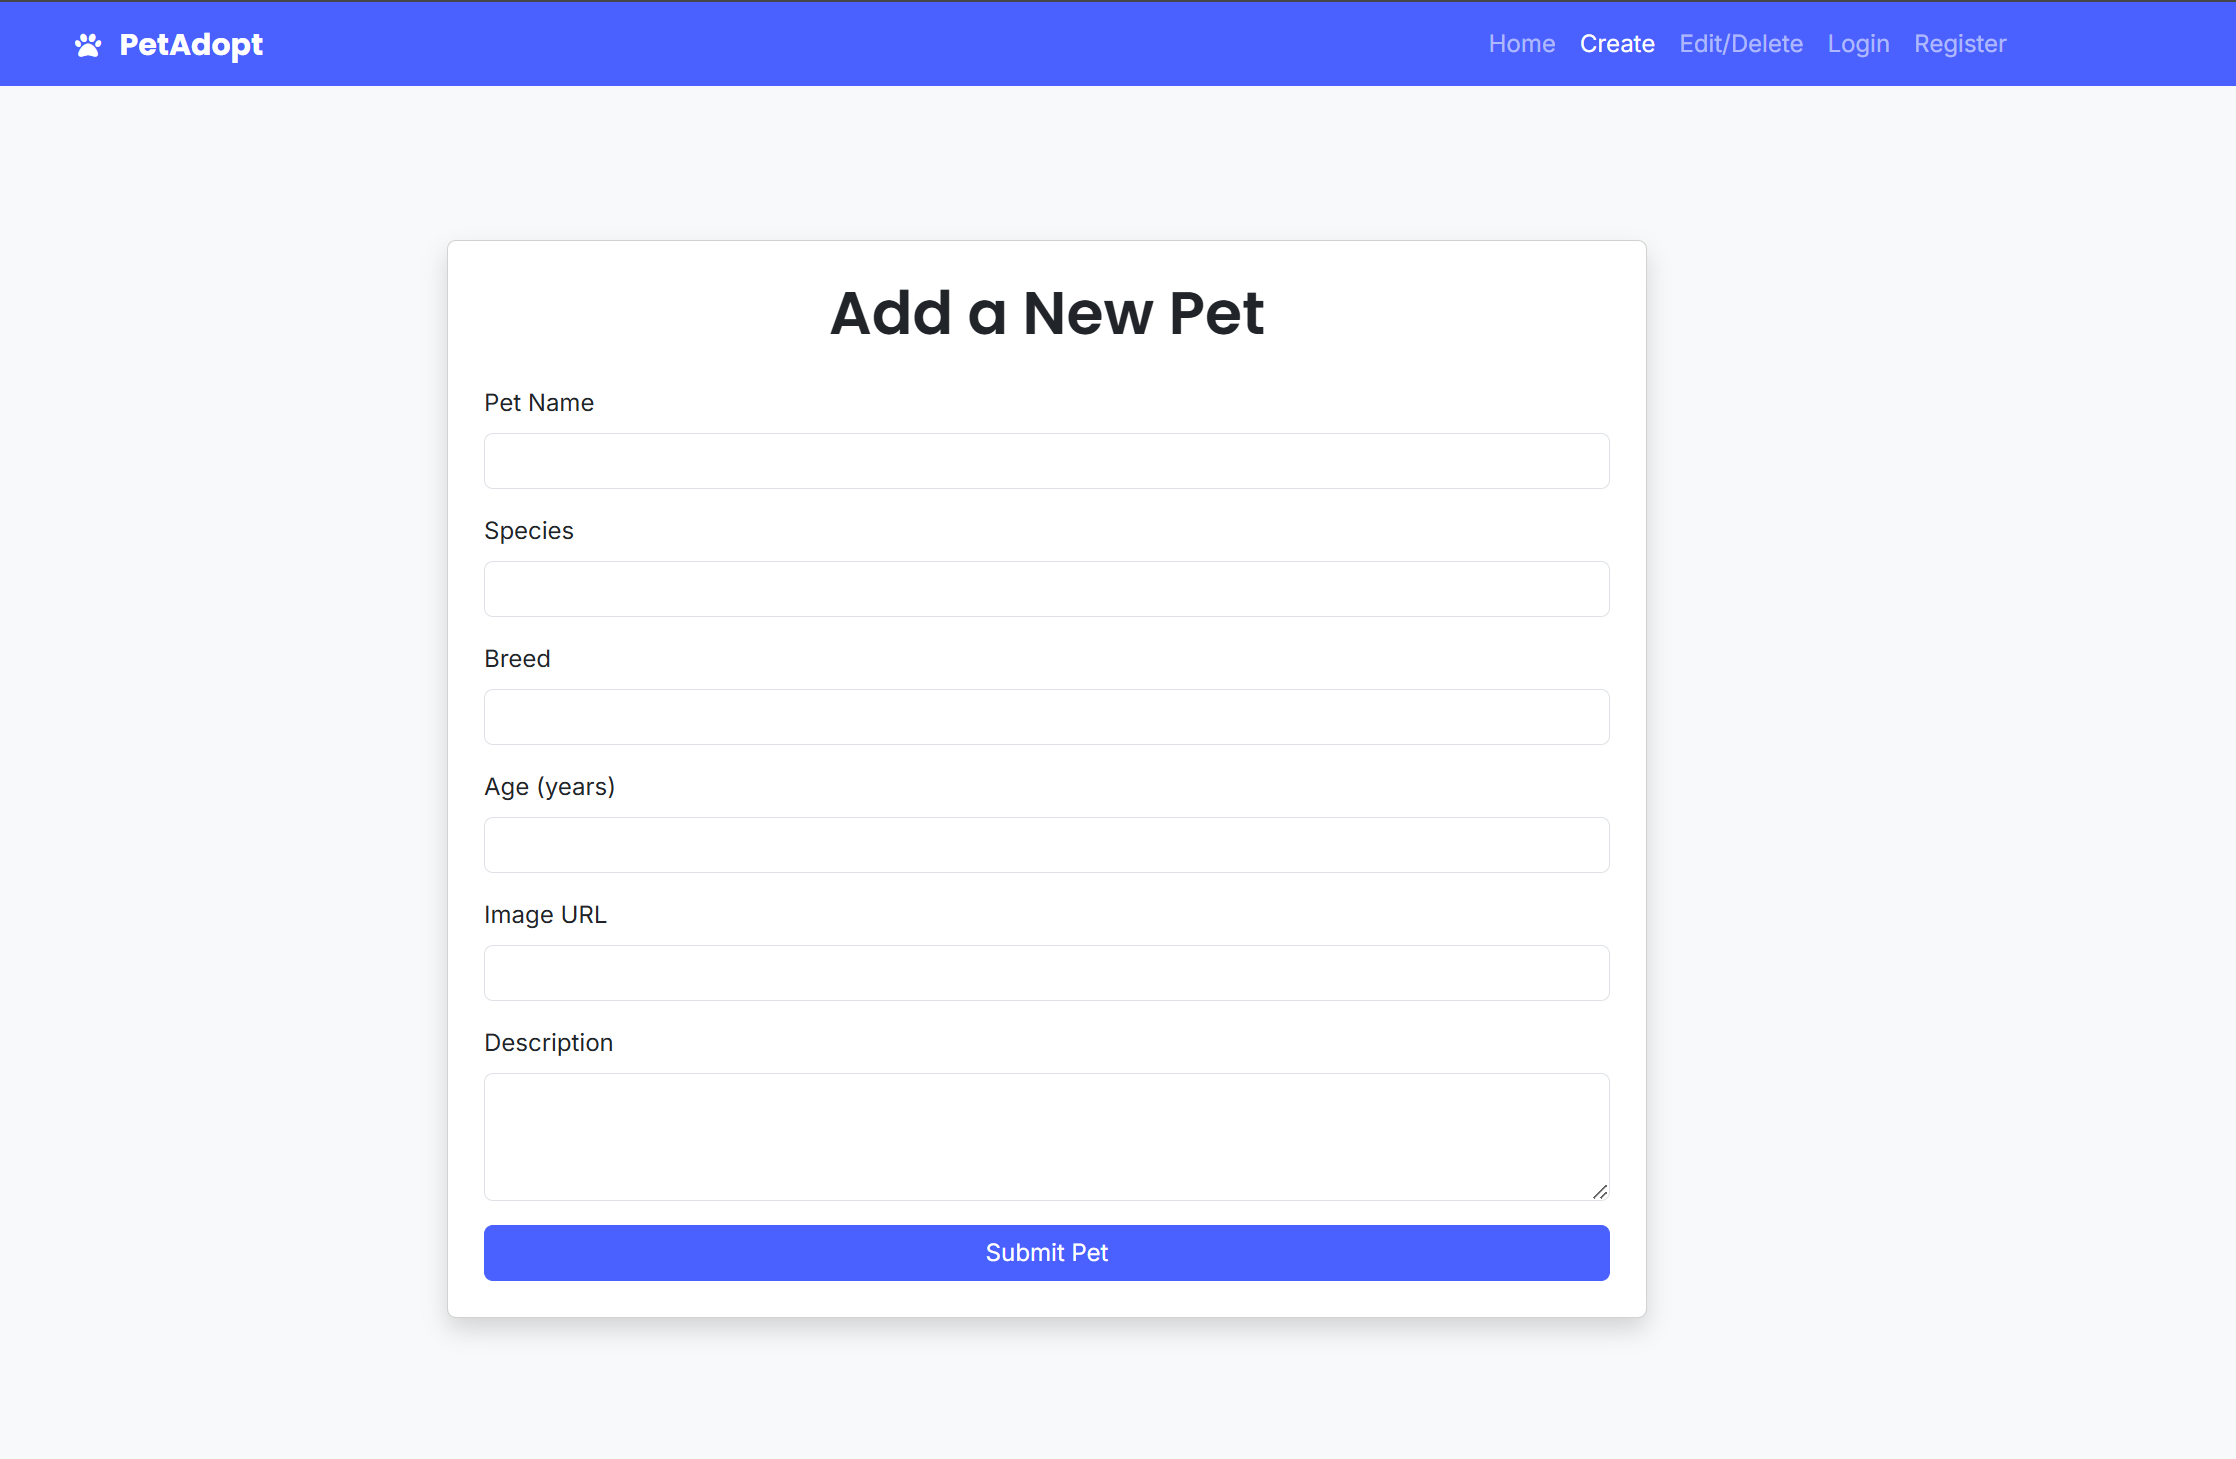 PetAdopt
Home Create Edit/Delete Login Register
Add a New Pet
Pet Name
Species
Breed
Age (years)
Image URL
Description
Submit Pet